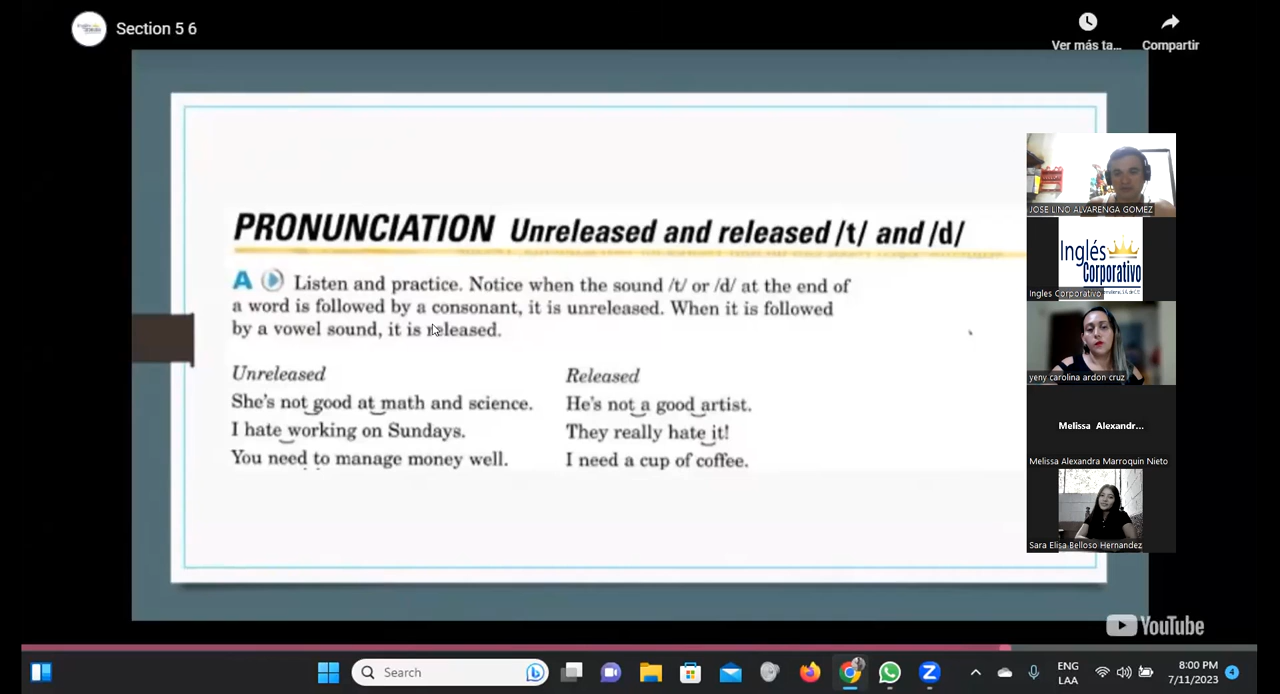 Section 5 6
Ver más ta...
Compartir
PRONUNCIATION Unreleased and released /t/ and /d/
A Listen and practice. Notice when the sound /t/ or /d/ at the end of
a word is followed by a consonant, it is unreleased. When it is followed
by a vowel sound, it is released.
Unreleased
She's not good at math and science.
I hate working on Sundays.
You need to manage money well.
Released
He's not a good artist.
They really hate it!
I need a cup of coffee.
JOSE LINO ALVARENGA GOMEZ
Inglés
Corporativo
Ingles Corporativo
yeny carolina ardon cruz
Melissa Alexandr...
Melissa Alexandra Marroquin Nieto
Sara Elisa Belloso Hernandez
YouTube
Search
ENG
LAA
8:00 PM
7/11/2023
4